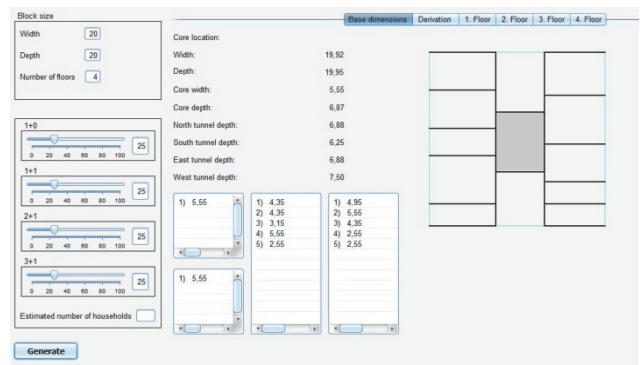 Block size
Width 20
Depth 20
Number of floors 4
1+0
25
0 20 40 60 80 100
1+1
25
0 20 40 60 80 100
2+1
25
0 20 40 60 80 100
3+1
25
0 20 40 60 80 100
Estimated number of households
Generate
Base dimensions Derivation 1. Floor 2. Floor 3. Floor 4. Floor
Core location:
Width: 19,92
Depth: 19,95
Core width: 5,55
Core depth: 6,87
North tunnel depth: 6,88
South tunnel depth: 6,25
East tunnel depth: 6,88
West tunnel depth: 7,50
1) 5,55
1) 5,55
1) 4,35
2) 4,35
3) 3,15
4) 5,55
5) 2,55
1) 4,95
2) 5,55
3) 4,35
4) 2,55
5) 2,55